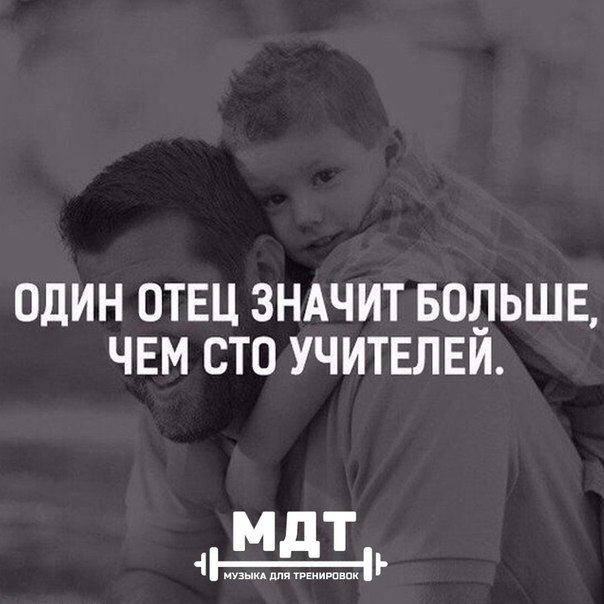 ОДИН ОТЕЦ ЗНАЧИТ БОЛЬШЕ,
ЧЕМ СТО УЧИТЕЛЕЙ.
МДТ
МУЗЫКА ДЛЯ ТРЕНИРОВОК